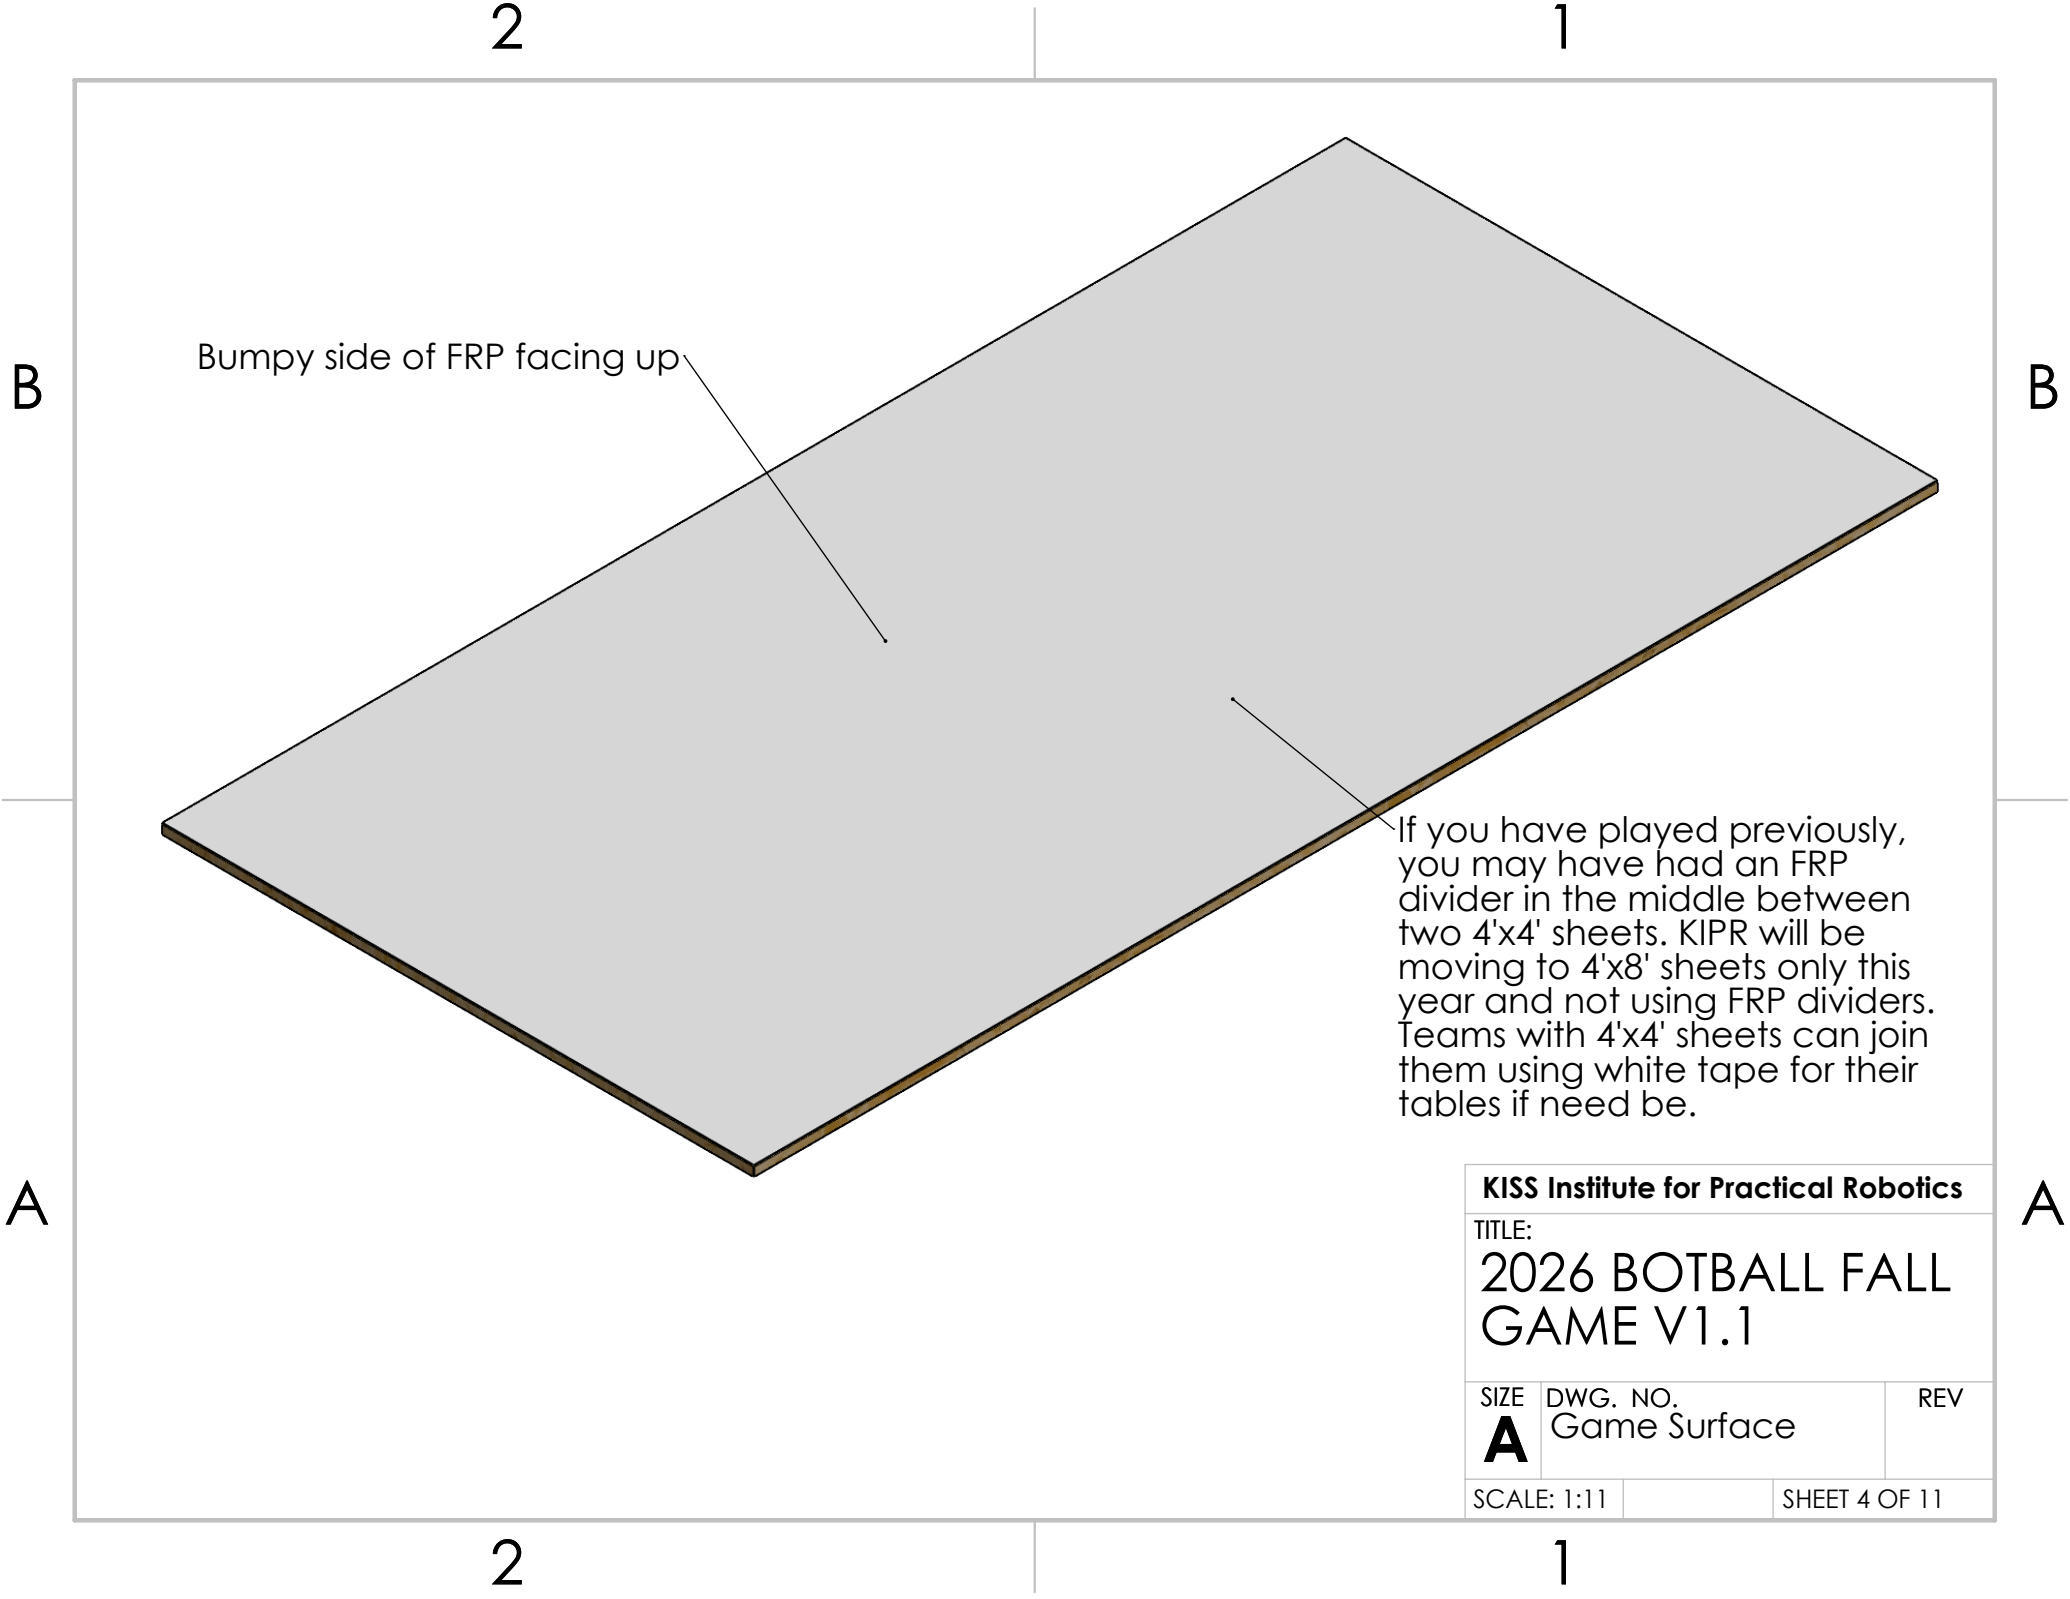 2 1
B B
Bumpy side of FRP facing up
If you have played previously,
you may have had an FRP
divider in the middle between
two 4'x4' sheets. KIPR will be
moving to 4'x8' sheets only this
year and not using FRP dividers.
Teams with 4'x4' sheets can join
them using white tape for their
tables if need be.
A A
KISS Institute for Practical Robotics
TITLE:
2026 BOTBALL FALL
GAME V1.1
SIZE DWG. NO. REV
A Game Surface
SCALE: 1:11 SHEET 4 OF 11
2 1